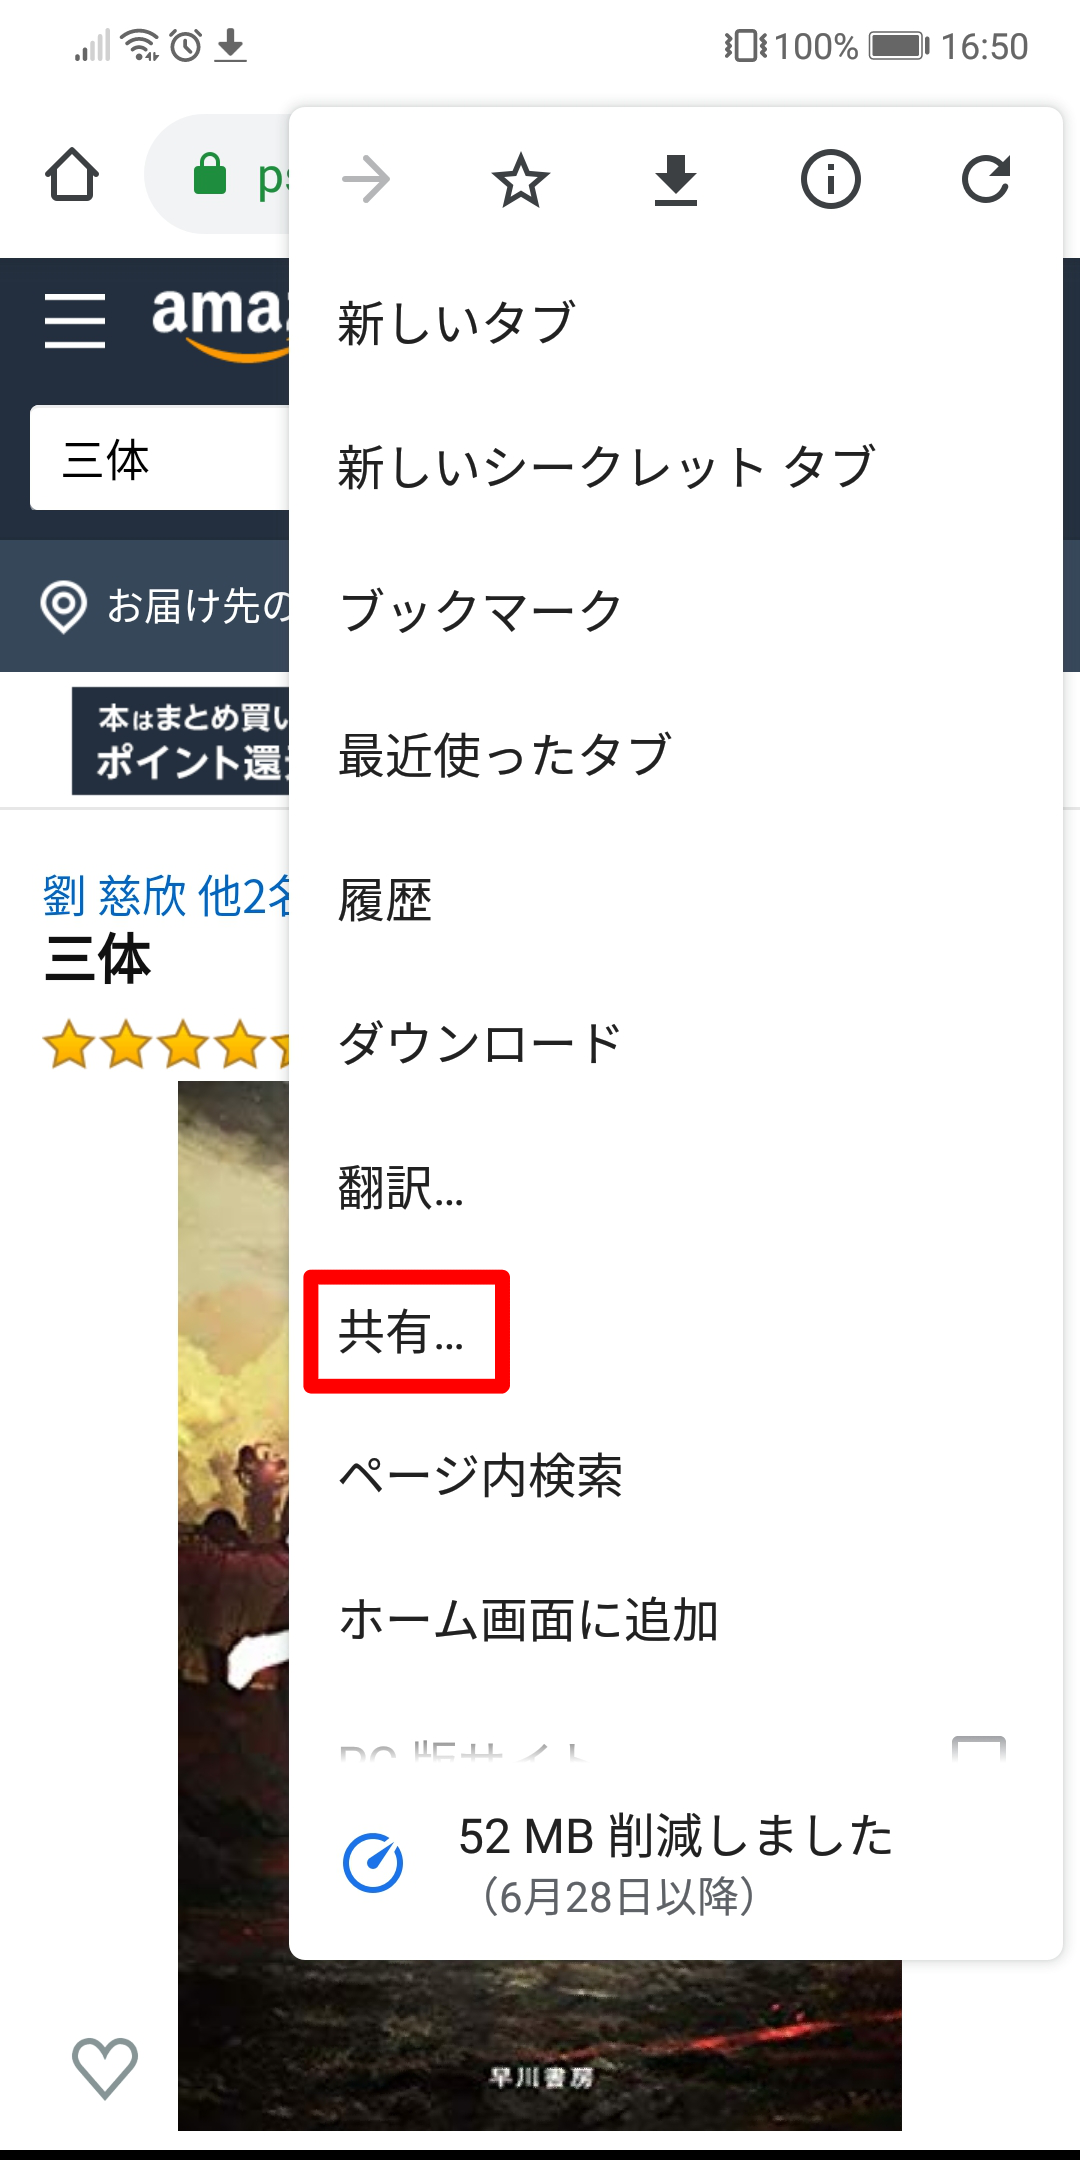 100% 16:50
ps
新しいタブ
新しいシークレット タブ
ブックマーク
最近使ったタブ
履歴
ダウンロード
翻訳...
共有...
ページ内検索
ホーム画面に追加
PC 版サイト
52 MB 削減しました
（6月28日以降）
ama
三体
お届け先の
本はまとめ買い
ポイント還
劉 慈欣 他2名
三体
早川書房